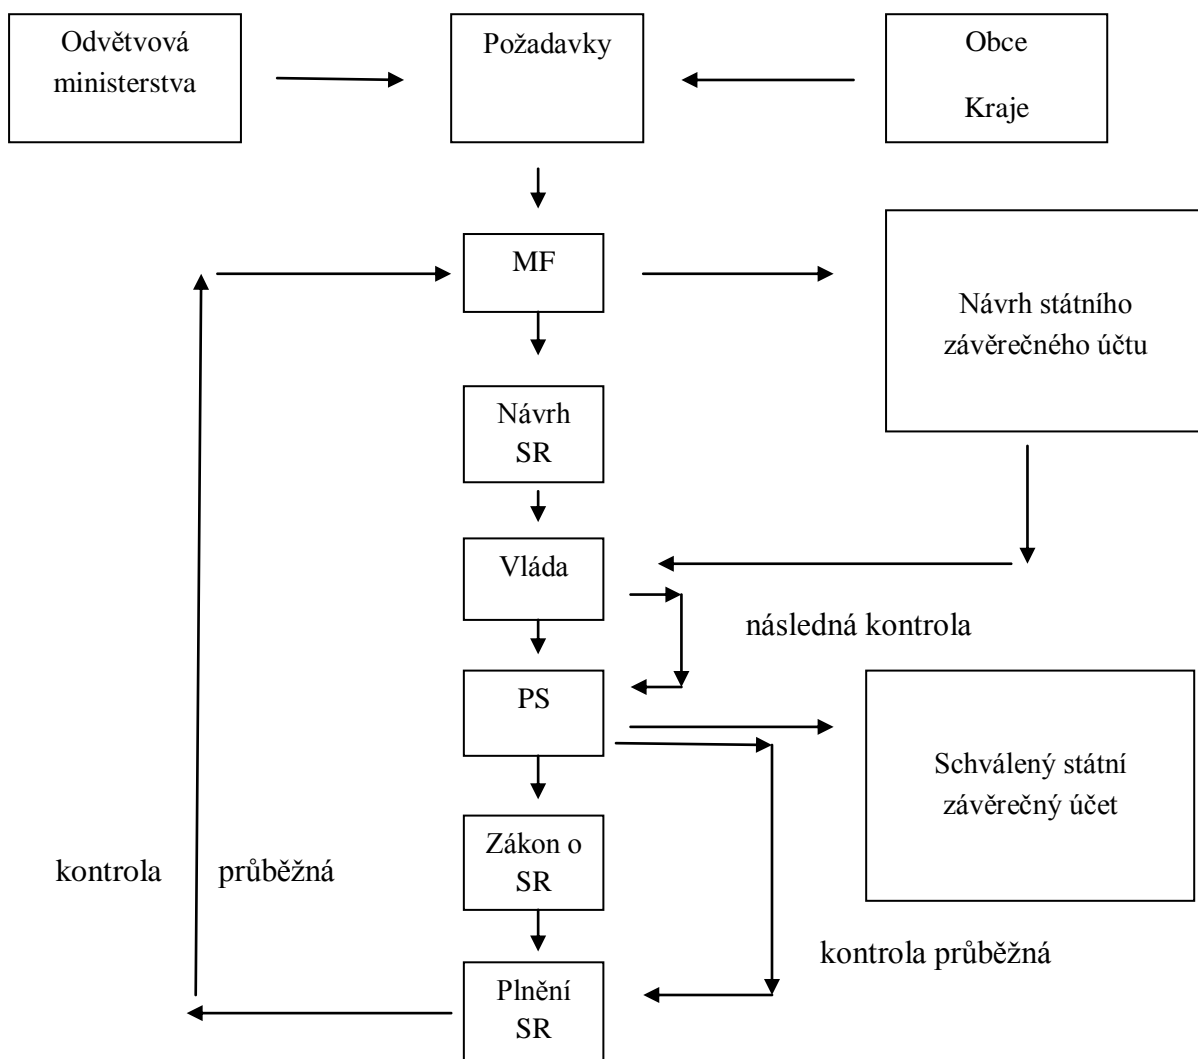 Odvětvová
ministerstva
Požadavky
Obce
Kraje
MF
Návrh státního
závěrečného účtu
Návrh
SR
Vláda
následná kontrola
PS
Schválený státní
závěrečný účet
Zákon o
SR
kontrola průběžná
kontrola průběžná
Plnění
SR